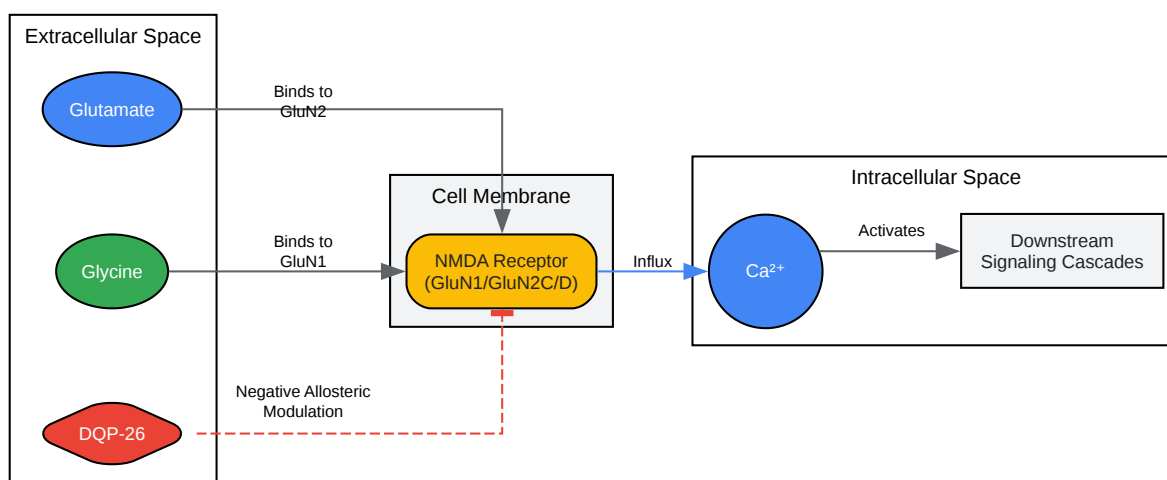 Extracellular Space
Glutamate
Binds to
GluN2
Glycine
Binds to
GluN1
DQP-26
Negative Allosteric
Modulation
Cell Membrane
NMDA Receptor
(GluN1/GluN2C/D)
Influx
Intracellular Space
Ca²⁺
Activates
Downstream
Signaling Cascades